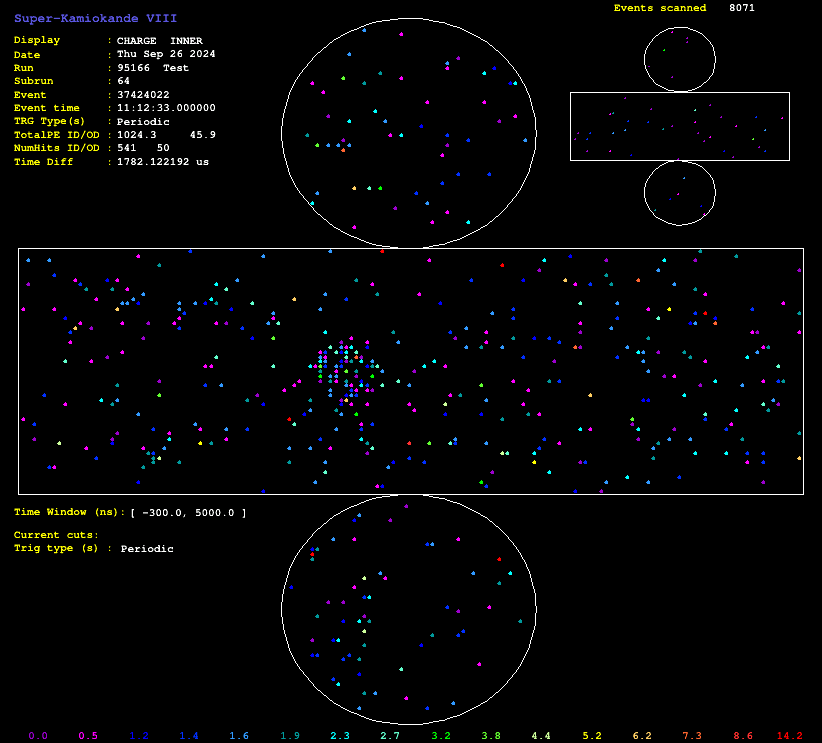 Super-Kamiokande VIII
Events scanned 8071
Display : CHARGE INNER
Date : Thu Sep 26 2024
Run : 95166 Test
Subrun : 64
Event : 37424022
Event time : 11:12:33.000000
TRG Type(s) : Periodic
TotalPE ID/OD : 1024.3 45.9
NumHits ID/OD : 541 50
Time Diff : 1782.122192 us
Time Window (ns): [ -300.0, 5000.0 ]
Current cuts:
Trig type (s) : Periodic
0.0 0.5 1.2 1.4 1.6 1.9 2.3 2.7 3.2 3.8 4.4 5.2 6.2 7.3 8.6 14.2